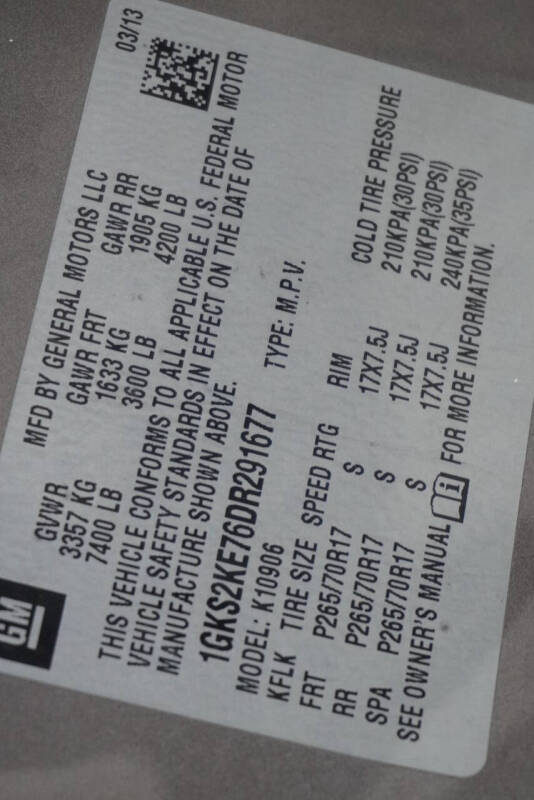 GM
MFD BY GENERAL MOTORS LLC 03/13
GVWR GAWR FRT GAWR RR
3357 KG 1633 KG 1905 KG
7400 LB 3600 LB 4200 LB
THIS VEHICLE CONFORMS TO ALL APPLICABLE U.S. FEDERAL MOTOR
VEHICLE SAFETY STANDARDS IN EFFECT ON THE DATE OF
MANUFACTURE SHOWN ABOVE.
1GKS2KE76DR291677 TYPE: M.P.V.
MODEL: K10906
KFLK TIRE SIZE SPEED RTG RIM COLD TIRE PRESSURE
FRT P265/70R17 S 17X7.5J 210KPA(30PSI)
RR P265/70R17 S 17X7.5J 210KPA(30PSI)
SPA P265/70R17 S 17X7.5J 240KPA(35PSI)
SEE OWNER'S MANUAL i FOR MORE INFORMATION.